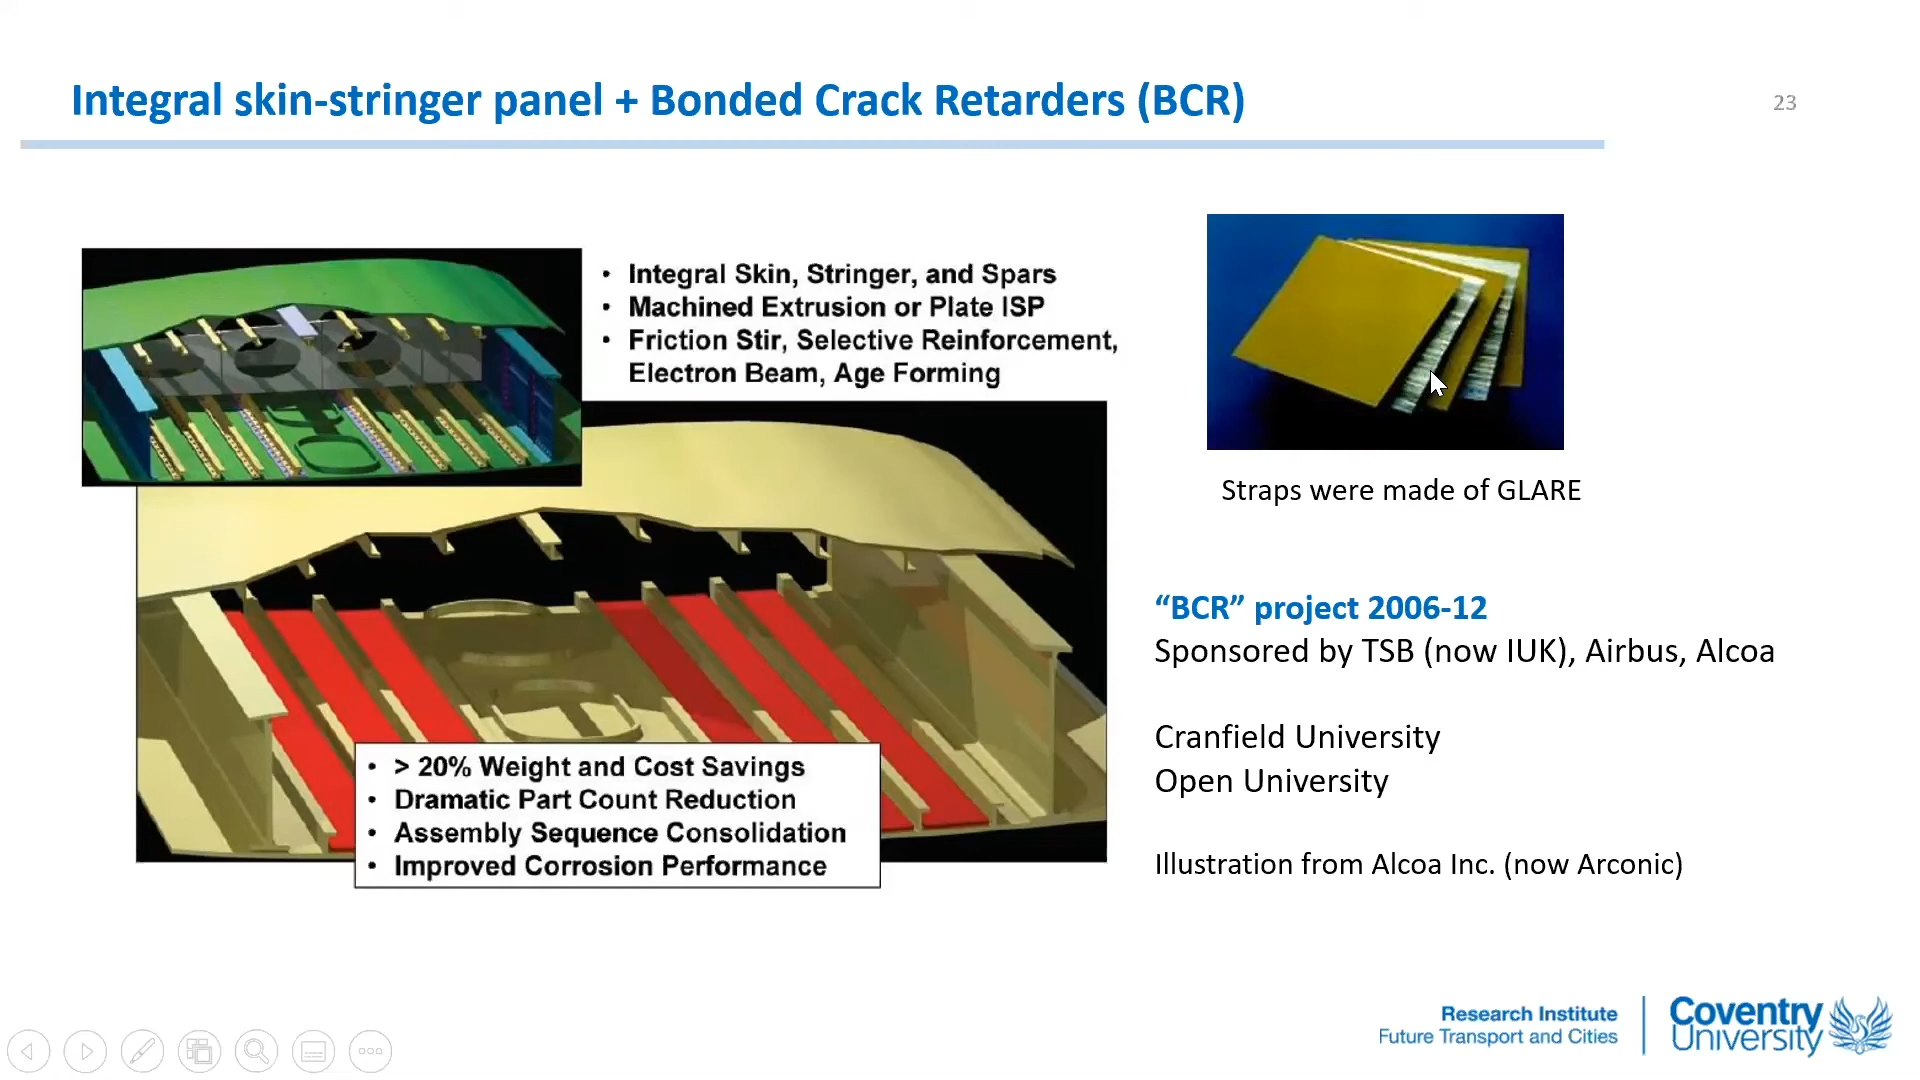 Integral skin-stringer panel + Bonded Crack Retarders (BCR)
23
• Integral Skin, Stringer, and Spars
• Machined Extrusion or Plate ISP
• Friction Stir, Selective Reinforcement,
Electron Beam, Age Forming
• > 20% Weight and Cost Savings
• Dramatic Part Count Reduction
• Assembly Sequence Consolidation
• Improved Corrosion Performance
Straps were made of GLARE
“BCR” project 2006-12
Sponsored by TSB (now IUK), Airbus, Alcoa
Cranfield University
Open University
Illustration from Alcoa Inc. (now Arconic)
Research Institute
Future Transport and Cities
Coventry
University